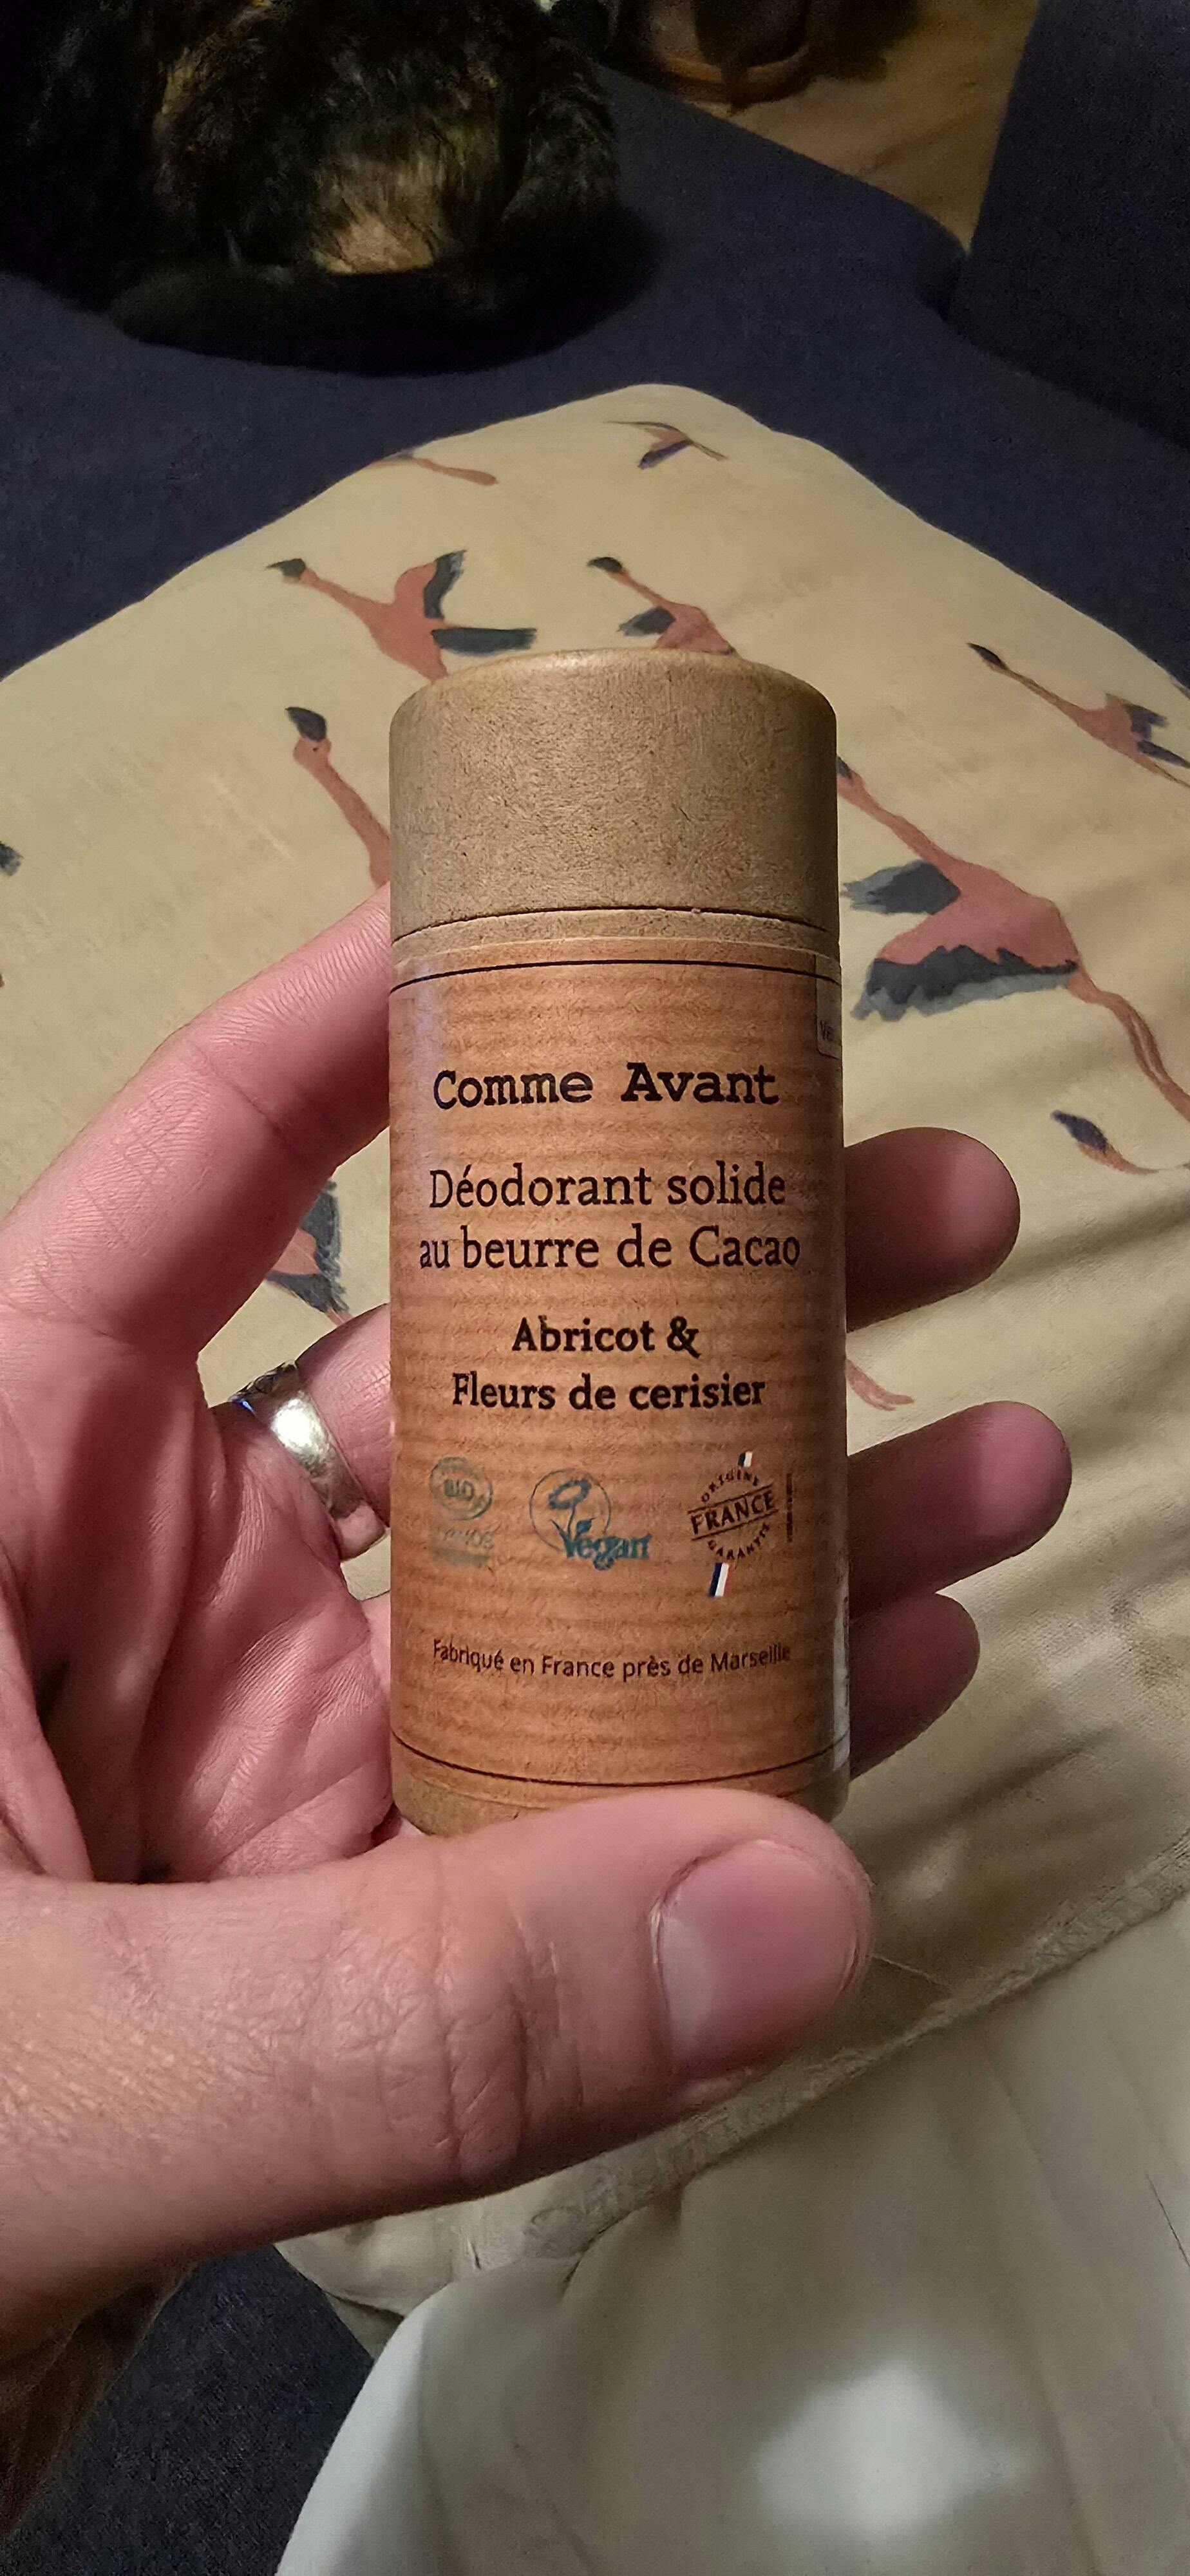 Comme Avant
Déodorant solide
au beurre de Cacao
Abricot &
Fleurs de cerisier
BIO
Vegan
ORIGINE
FRANCE
GARANTIE
Fabriqué en France près de Marseille